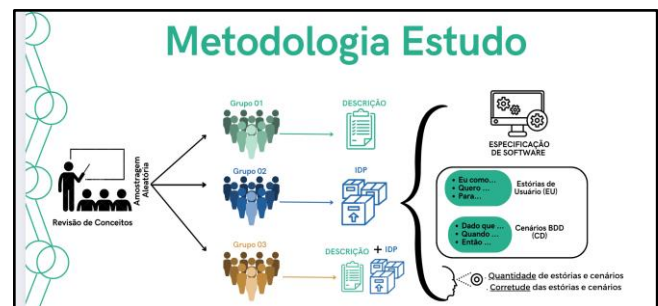 Metodologia Estudo
Revisão de Conceitos
Amostragem
Aleatória
Grupo 01
DESCRIÇÃO
Grupo 02
IDP
Grupo 03
DESCRIÇÃO + IDP
ESPECIFICAÇÃO
DE SOFTWARE
• Eu como...
• Quero ...
• Para...
Estórias de
Usuário (EU)
• Dado que ...
• Quando ...
• Então ...
Cenários BDD
(CD)
. Quantidade de estórias e cenários
. Corretude das estórias e cenários